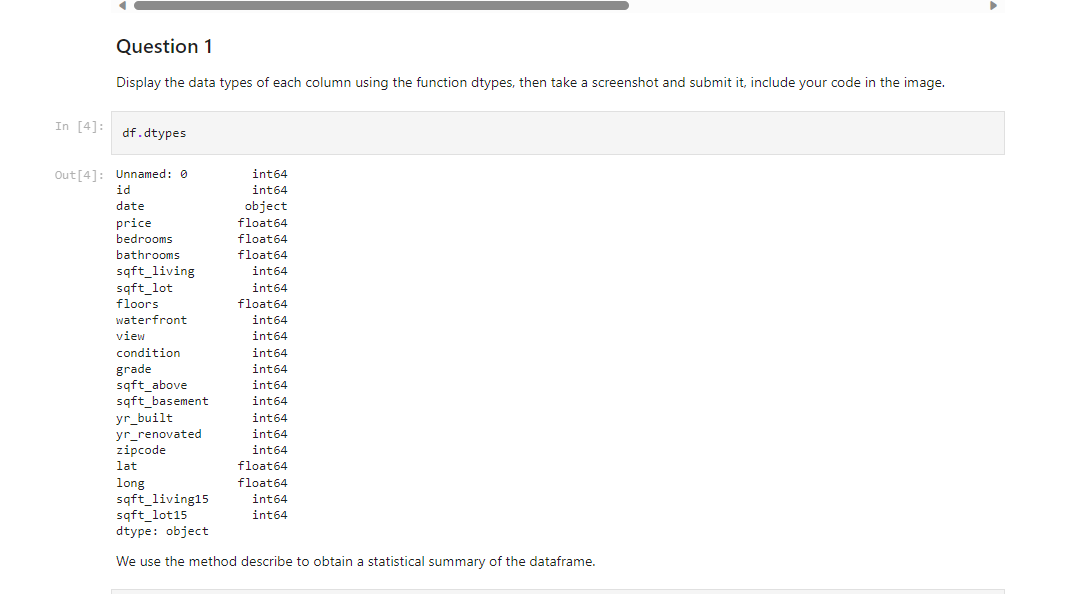 Question 1
Display the data types of each column using the function dtypes, then take a screenshot and submit it, include your code in the image.
In [4]: df.dtypes
Out[4]: Unnamed: 0 int64
id int64
date object
price float64
bedrooms float64
bathrooms float64
sqft_living int64
sqft_lot int64
floors float64
waterfront int64
view int64
condition int64
grade int64
sqft_above int64
sqft_basement int64
yr_built int64
yr_renovated int64
zipcode int64
lat float64
long float64
sqft_living15 int64
sqft_lot15 int64
dtype: object
We use the method describe to obtain a statistical summary of the dataframe.